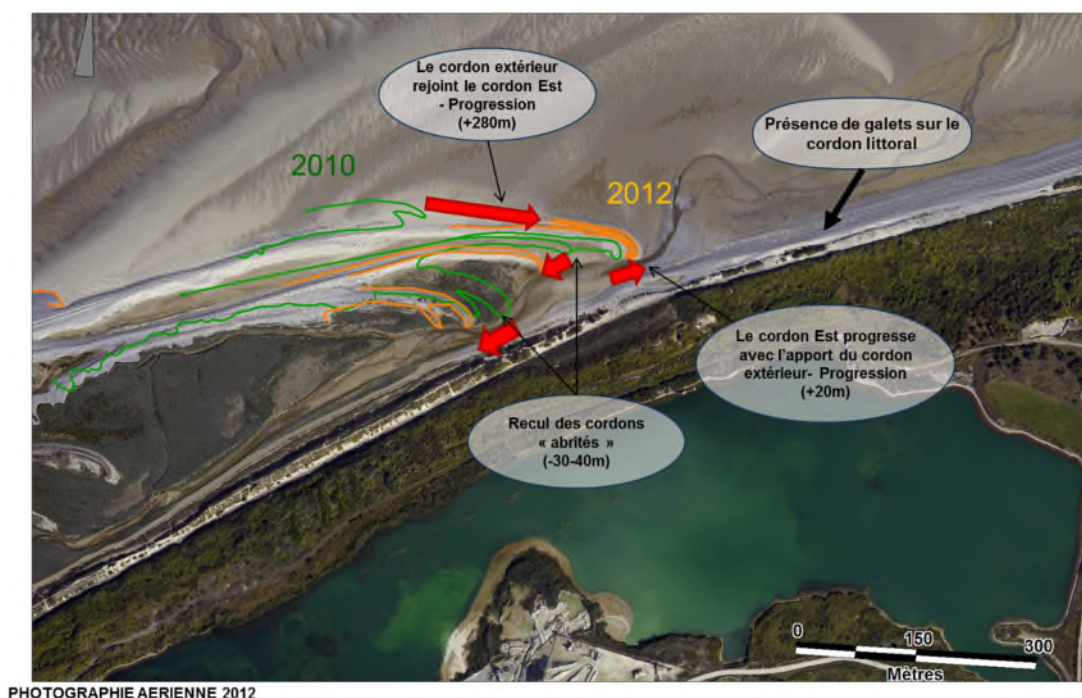 Le cordon extérieur
rejoint le cordon Est
- Progression
(+280m)
Présence de galets sur le
cordon littoral
2010
2012
Le cordon Est progresse
avec l'apport du cordon
extérieur- Progression
(+20m)
Recul des cordons
« abrités »
(-30-40m)
0
150
300
Mètres
PHOTOGRAPHIE AERIENNE 2012